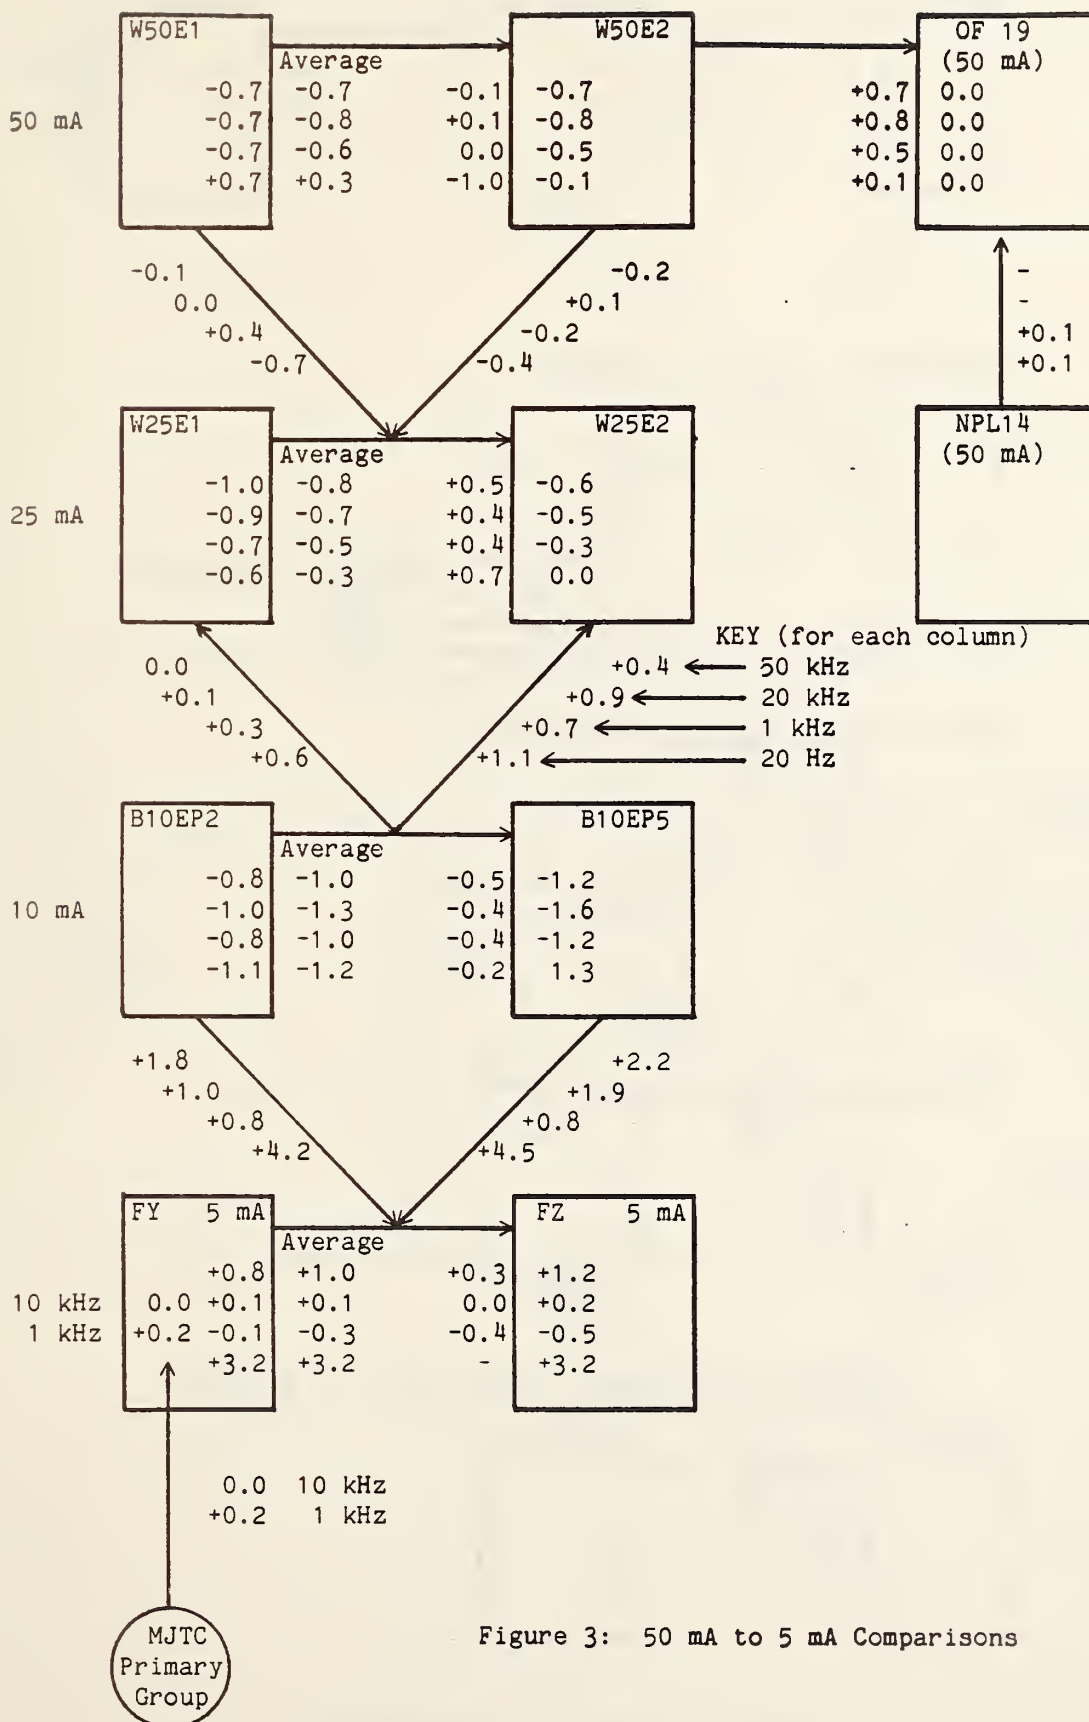 W50E1 W50E2 OF 19
Average (50 mA)
-0.7 -0.7 -0.1 -0.7 +0.7 0.0
50 mA -0.7 -0.8 +0.1 -0.8 +0.8 0.0
-0.7 -0.6 0.0 -0.5 +0.5 0.0
+0.7 +0.3 -1.0 -0.1 +0.1 0.0
-0.1 -0.2 -
0.0 +0.1 -
+0.4 -0.2 +0.1
-0.7 -0.4 +0.1
W25E1 W25E2 NPL14
Average (50 mA)
-1.0 -0.8 +0.5 -0.6
25 mA -0.9 -0.7 +0.4 -0.5
-0.7 -0.5 +0.4 -0.3
-0.6 -0.3 +0.7 0.0
KEY (for each column)
0.0 +0.4 50 kHz
+0.1 +0.9 20 kHz
+0.3 +0.7 1 kHz
+0.6 +1.1 20 Hz
B10EP2 B10EP5
Average
-0.8 -1.0 -0.5 -1.2
10 mA -1.0 -1.3 -0.4 -1.6
-0.8 -1.0 -0.4 -1.2
-1.1 -1.2 -0.2 1.3
+1.8 +2.2
+1.0 +1.9
+0.8 +0.8
+4.2 +4.5
FY 5 mA FZ 5 mA
Average
+0.8 +1.0 +0.3 +1.2
10 kHz 0.0 +0.1 +0.1 0.0 +0.2
1 kHz +0.2 -0.1 -0.3 -0.4 -0.5
+3.2 +3.2 - +3.2
0.0 10 kHz
+0.2 1 kHz
MJTC
Primary
Group
Figure 3: 50 mA to 5 mA Comparisons